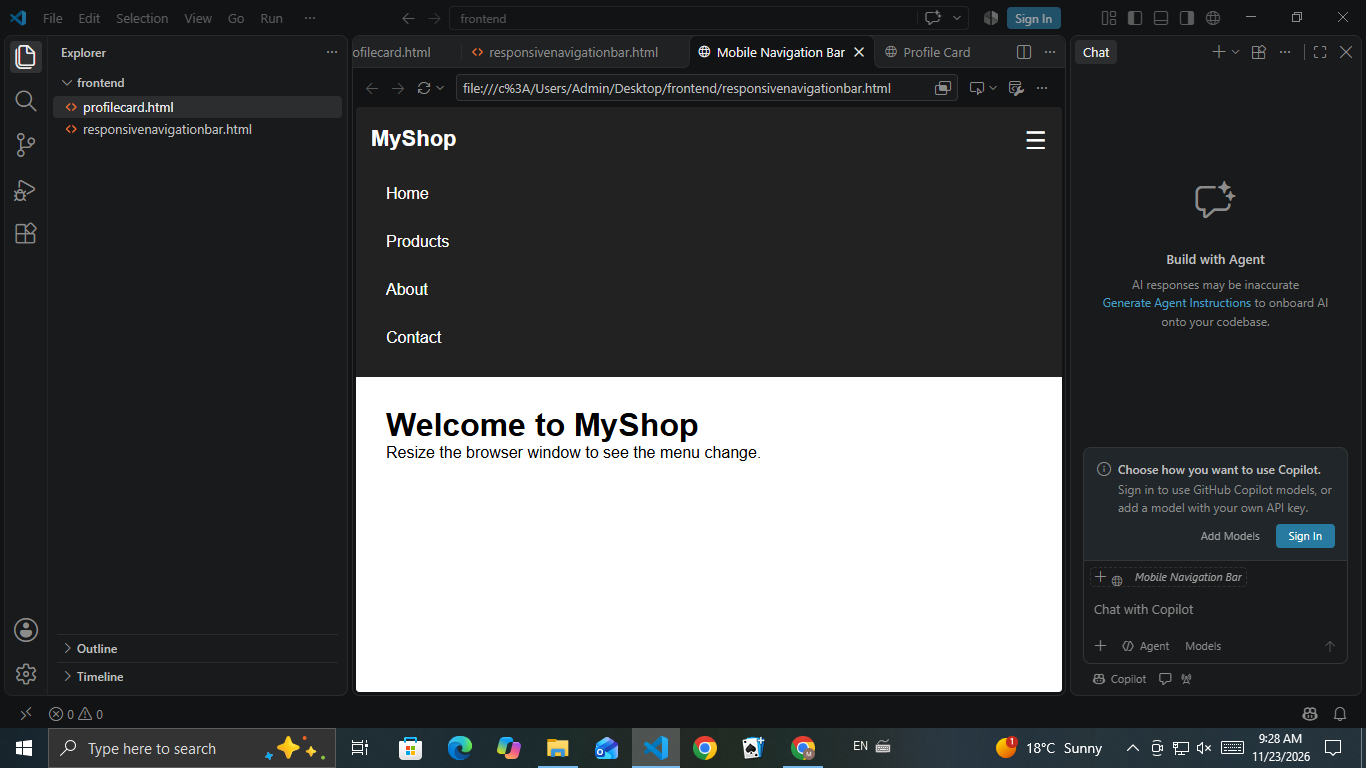 File Edit Selection View Go Run ···
frontend
Sign In
Explorer
frontend
profilecard.html
responsivenavigationbar.html
Outline
Timeline
ofilecard.html
responsivenavigationbar.html
Mobile Navigation Bar
Profile Card
file:///c%3A/Users/Admin/Desktop/frontend/responsivenavigationbar.html
MyShop
Home
Products
About
Contact
Welcome to MyShop
Resize the browser window to see the menu change.
Chat
Build with Agent
AI responses may be inaccurate
Generate Agent Instructions to onboard AI
onto your codebase.
Choose how you want to use Copilot.
Sign in to use GitHub Copilot models, or
add a model with your own API key.
Add Models
Sign In
Mobile Navigation Bar
Chat with Copilot
Agent
Models
Copilot
0 0
Type here to search
EN
1
18°C Sunny
9:28 AM
11/23/2026